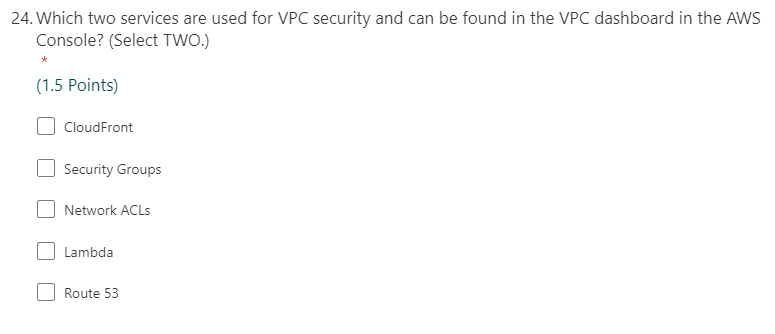 24. Which two services are used for VPC security and can be found in the VPC dashboard in the AWS
Console? (Select TWO.)
*
(1.5 Points)
CloudFront
Security Groups
Network ACLs
Lambda
Route 53